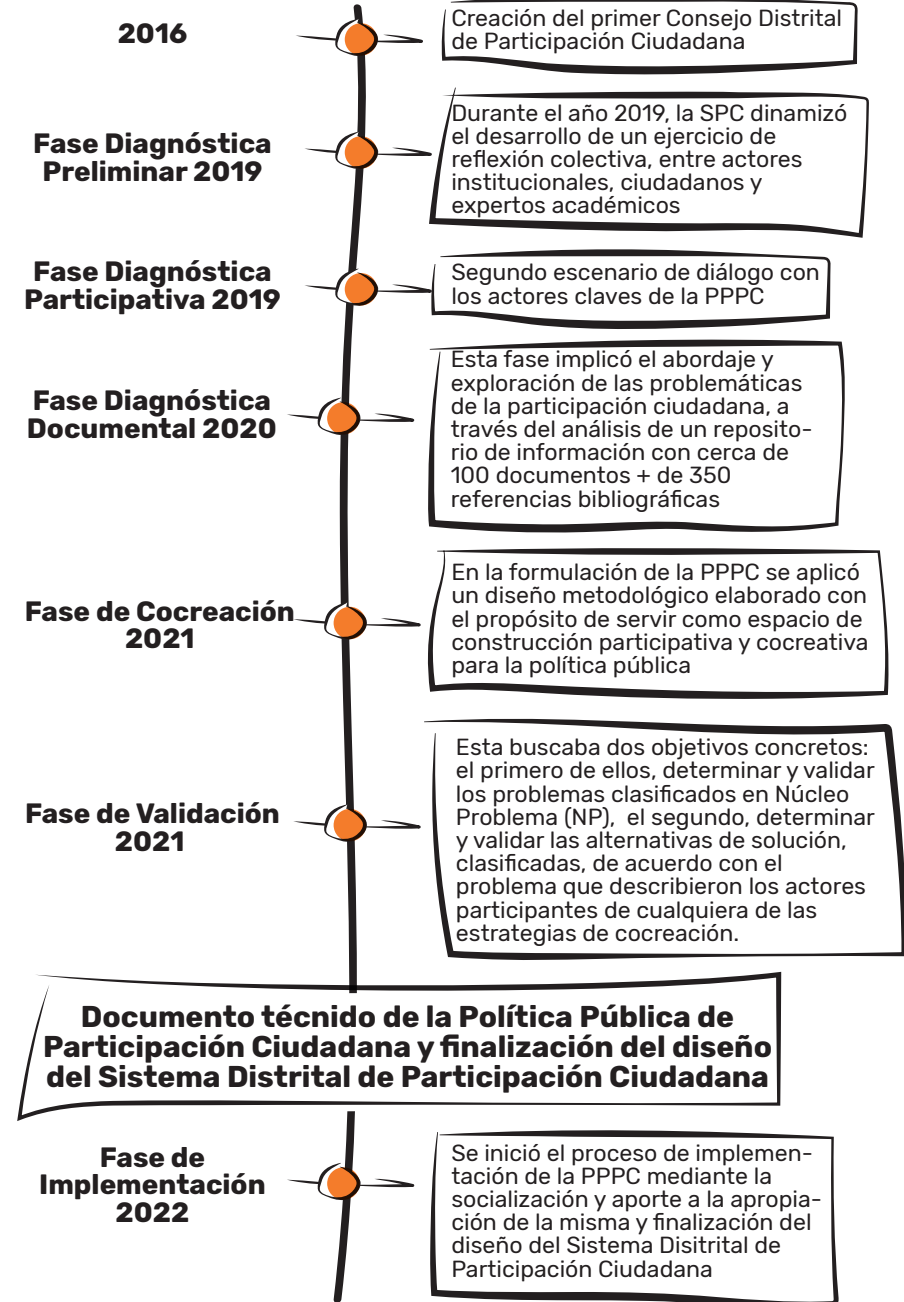 2016
Creación del primer Consejo Distrital
de Participación Ciudadana
Fase Diagnóstica
Preliminar 2019
Durante el año 2019, la SPC dinamizó
el desarrollo de un ejercicio de
reflexión colectiva, entre actores
institucionales, ciudadanos y
expertos académicos
Fase Diagnóstica
Participativa 2019
Segundo escenario de diálogo con
los actores claves de la PPPC
Fase Diagnóstica
Documental 2020
Esta fase implicó el abordaje y
exploración de las problemáticas
de la participación ciudadana, a
través del análisis de un reposito-
rio de información con cerca de
100 documentos + de 350
referencias bibliográficas
Fase de Cocreación
2021
En la formulación de la PPPC se aplicó
un diseño metodológico elaborado con
el propósito de servir como espacio de
construcción participativa y cocreativa
para la política pública
Fase de Validación
2021
Esta buscaba dos objetivos concretos:
el primero de ellos, determinar y validar
los problemas clasificados en Núcleo
Problema (NP),  el segundo, determinar
y validar las alternativas de solución,
clasificadas, de acuerdo con el
problema que describieron los actores
participantes de cualquiera de las
estrategias de cocreación.
Documento técnido de la Política Pública de
Participación Ciudadana y finalización del diseño
del Sistema Distrital de Participación Ciudadana
Fase de
Implementación
2022
Se inició el proceso de implemen-
tación de la PPPC mediante la
socialización y aporte a la apropia-
ción de la misma y finalización del
diseño del Sistema Disitrital de
Participación Ciudadana